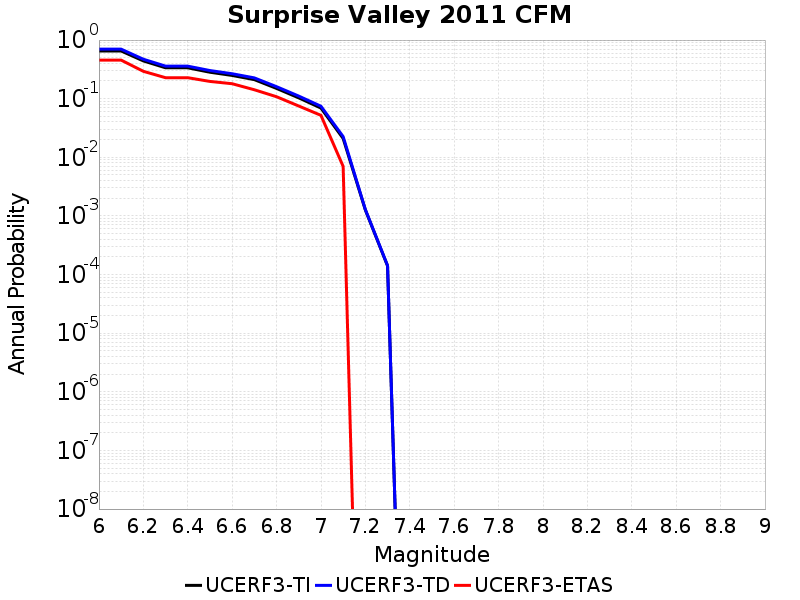 Surprise Valley 2011 CFM
Annual Probability
10^0
10^-1
10^-2
10^-3
10^-4
10^-5
10^-6
10^-7
10^-8
6 6.2 6.4 6.6 6.8 7 7.2 7.4 7.6 7.8 8 8.2 8.4 8.6 8.8 9
Magnitude
UCERF3-TI UCERF3-TD UCERF3-ETAS